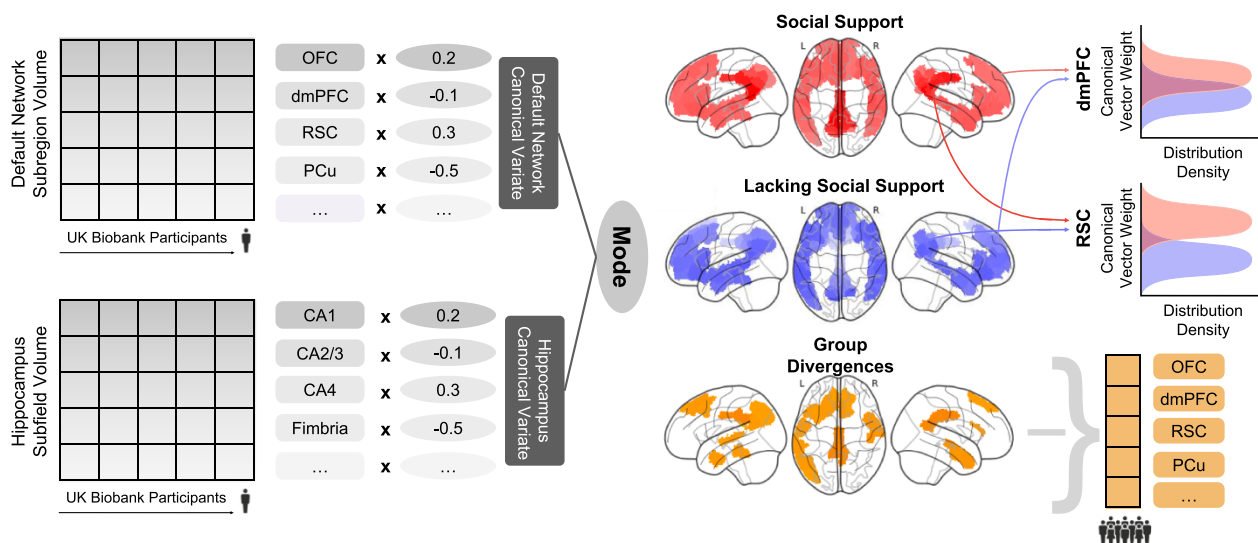 Default Network
Subregion Volume
UK Biobank Participants
OFC x 0.2
dmPFC x -0.1
RSC x 0.3
PCu x -0.5
... x ...
Default Network
Canonical Variate
Hippocampus
Subfield Volume
UK Biobank Participants
CA1 x 0.2
CA2/3 x -0.1
CA4 x 0.3
Fimbria x -0.5
... x ...
Hippocampus
Canonical Variate
Mode
Social Support
L R
Lacking Social Support
L R
Group
Divergences
L R
dmPFC
Canonical
Vector Weight
Distribution
Density
RSC
Canonical
Vector Weight
Distribution
Density
OFC
dmPFC
RSC
PCu
...